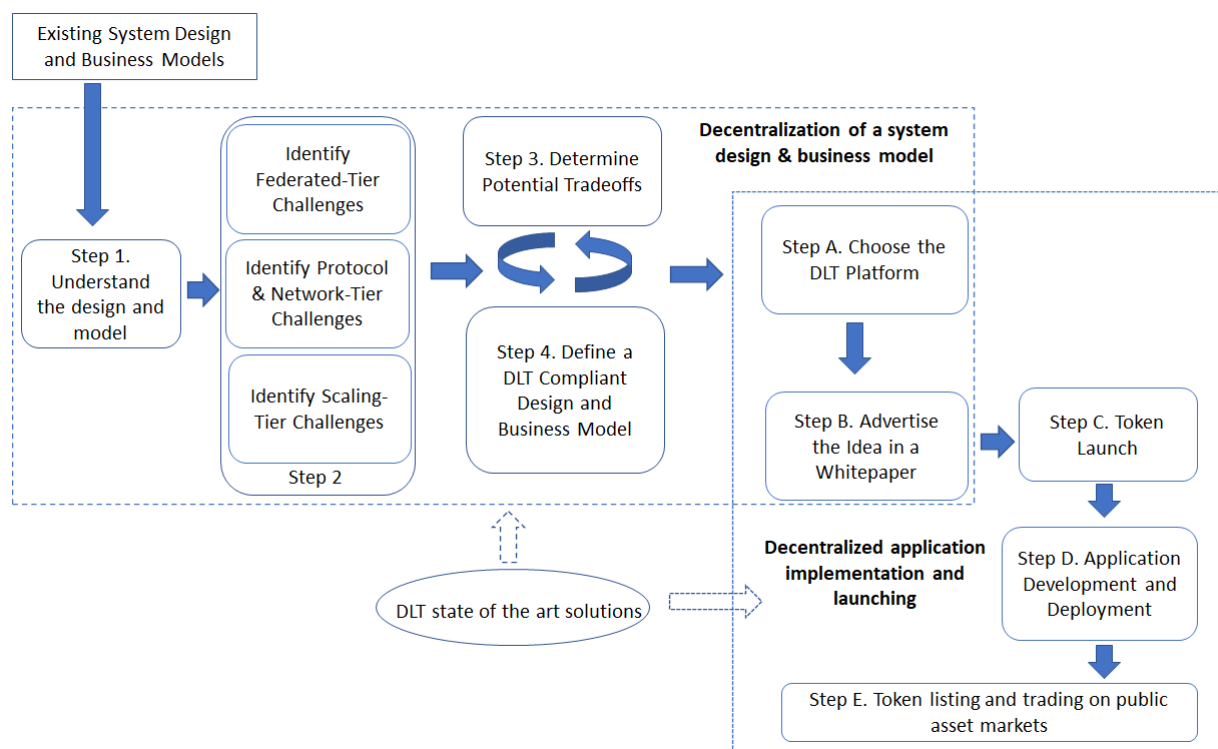 Existing System Design
and Business Models
Decentralization of a system
design & business model
Step 1.
Understand
the design and
model
Identify
Federated-Tier
Challenges
Identify Protocol
& Network-Tier
Challenges
Identify Scaling-
Tier Challenges
Step 2
Step 3. Determine
Potential Tradeoffs
Step 4. Define a
DLT Compliant
Design and
Business Model
Step A. Choose the
DLT Platform
Step B. Advertise
the Idea in a
Whitepaper
Step C. Token
Launch
DLT state of the art solutions
Decentralized application
implementation and
launching
Step D. Application
Development and
Deployment
Step E. Token listing and trading on public
asset markets